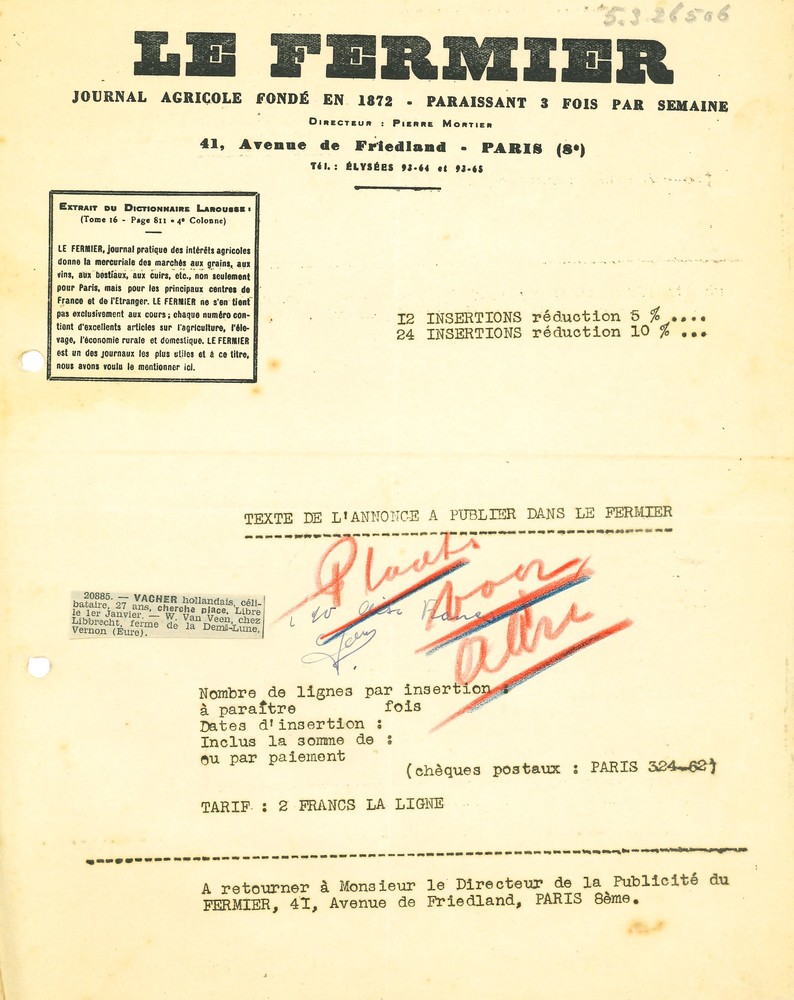 5.3 26506
LE FERMIER
JOURNAL AGRICOLE FONDÉ EN 1872 - PARAISSANT 3 FOIS PAR SEMAINE
DIRECTEUR : PIERRE MORTIER
41, Avenue de Friedland - PARIS (8e)
Tél. : ÉLYSÉES 93-64 et 93-65
EXTRAIT DU DICTIONNAIRE LAROUSSE :
(Tome 16 - Page 811 - 4e Colonne)
LE FERMIER, journal pratique des intérêts agricoles
donne la mercuriale des marchés aux grains, aux
vins, aux bestiaux, aux cuirs, etc., non seulement
pour Paris, mais pour les principaux centres de
France et de l'Etranger. LE FERMIER ne s'en tient
pas exclusivement aux cours ; chaque numéro con-
tient d'excellents articles sur l'agriculture, l'éle-
vage, l'économie rurale et domestique. LE FERMIER
est un des journaux les plus utiles et à ce titre,
nous avons voulu le mentionner ici.
12 INSERTIONS réduction 5 % ....
24 INSERTIONS réduction 10 % ...
TEXTE DE L'ANNONCE A PUBLIER DANS LE FERMIER
20885. — VACHER hollandais, céli-
bataire, 27 ans, cherche place. Libre
le 1er Janvier. — W. Van Veen, chez
Libbrecht, ferme de la Demi-Lune,
Vernon (Eure).
Plaats
voor
Nombre de lignes par insertion :
à paraître fois
Dates d'insertion :
Inclus la somme de :
ou par paiement
(chèques postaux : PARIS 324-62)
TARIF : 2 FRANCS LA LIGNE
A retourner à Monsieur le Directeur de la Publicité du
FERMIER, 41, Avenue de Friedland, PARIS 8ème.